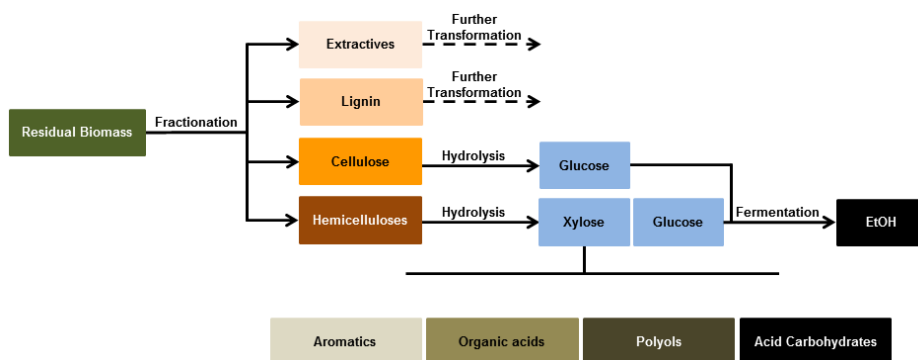 Further
Transformation
Extractives
Further
Transformation
Lignin
Residual Biomass
Fractionation
Cellulose
Hydrolysis
Glucose
Hemicelluloses
Hydrolysis
Xylose
Glucose
Fermentation
EtOH
Aromatics
Organic acids
Polyols
Acid Carbohydrates